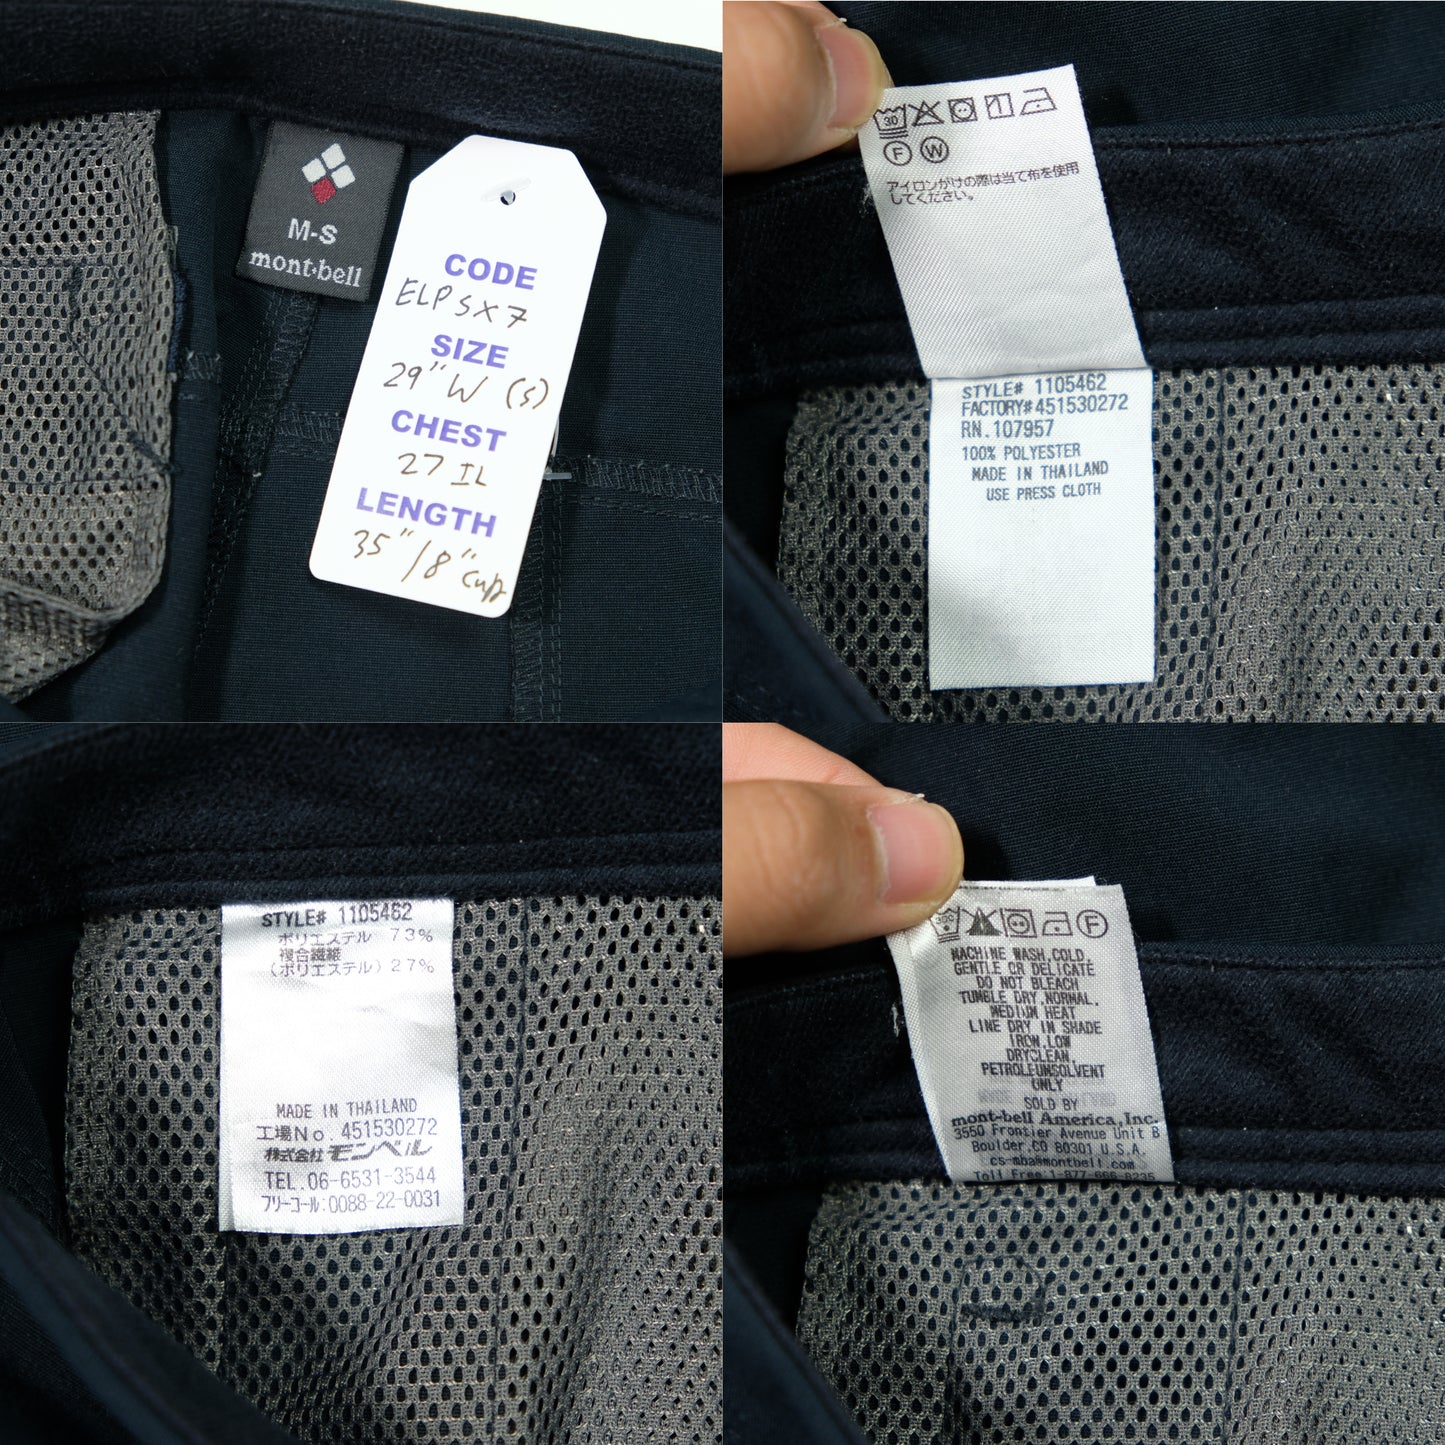 M-S
mont·bell
CODE
ELPSX7
SIZE
29"W (S)
CHEST
27 IL
LENGTH
35"/8"cup
30
F W
アイロンがけの際は当て布を使用
してください。
STYLE# 1105462
FACTORY#451530272
RN.107957
100% POLYESTER
MADE IN THAILAND
USE PRESS CLOTH
STYLE# 1105462
ポリエステル 73%
複合繊維
(ポリエステル)27%
MADE IN THAILAND
工場No.451530272
株式会社 モンベル
TEL.06-6531-3544
フリーコール:0088-22-0031
30
F
MACHINE WASH,COLD,
GENTLE OR DELICATE
DO NOT BLEACH
TUMBLE DRY,NORMAL,
MEDIUM HEAT
LINE DRY IN SHADE
IRON,LOW
DRYCLEAN,
PETROLEUMSOLVENT
ONLY
SOLD BY
mont-bell America,Inc.
3550 Frontier Avenue Unit B
Boulder.CO 80301 U.S.A.
cs-mba@montbell.com
Toll Free